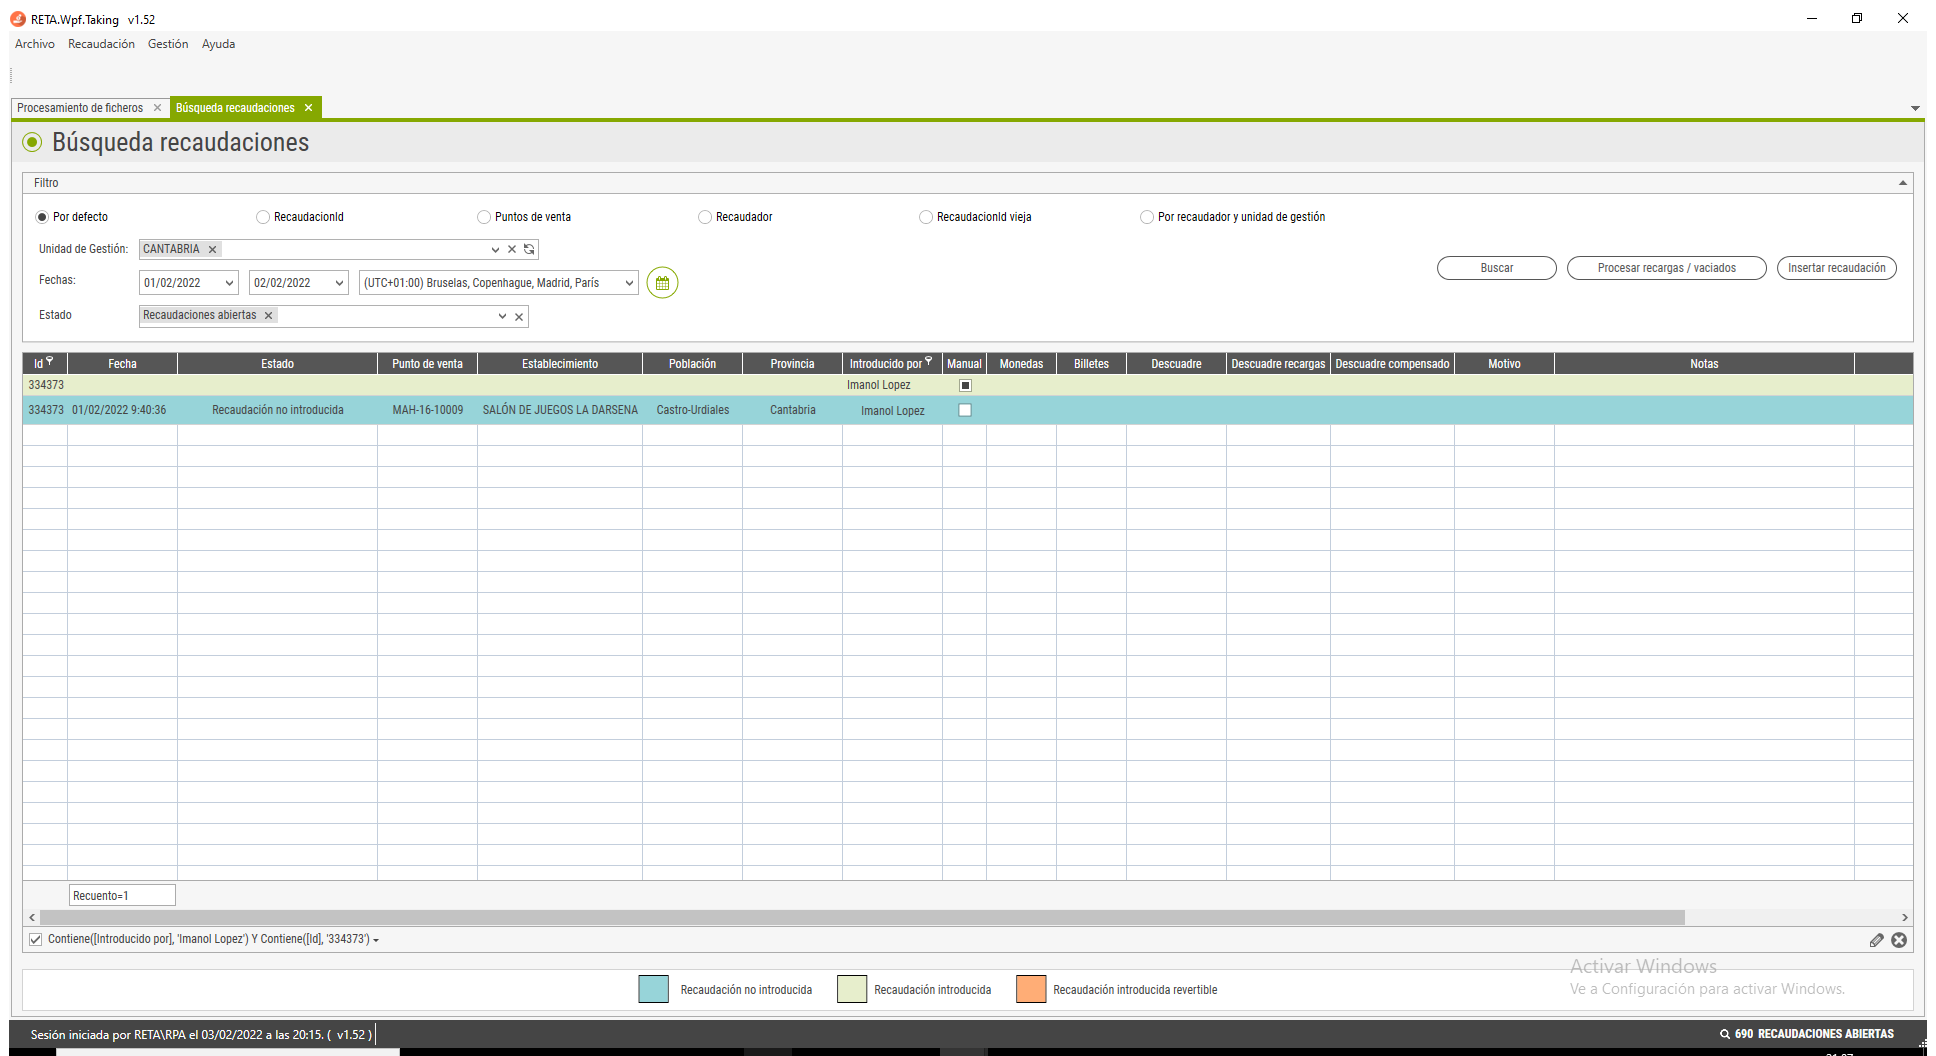 RETA.Wpf.Taking v1.52
Archivo Recaudación Gestión Ayuda
Procesamiento de ficheros Búsqueda recaudaciones
Búsqueda recaudaciones
Filtro
Por defecto RecaudacionId Puntos de venta Recaudador RecaudacionId vieja Por recaudador y unidad de gestión
Unidad de Gestión: CANTABRIA
Fechas: 01/02/2022 02/02/2022 (UTC+01:00) Bruselas, Copenhague, Madrid, París
Buscar Procesar recargas / vaciados Insertar recaudación
Estado Recaudaciones abiertas
Id Fecha Estado Punto de venta Establecimiento Población Provincia Introducido por Manual Monedas Billetes Descuadre Descuadre recargas Descuadre compensado Motivo Notas
334373 Imanol Lopez
334373 01/02/2022 9:40:36 Recaudación no introducida MAH-16-10009 SALÓN DE JUEGOS LA DARSENA Castro-Urdiales Cantabria Imanol Lopez
Recuento=1
Contiene([Introducido por], 'Imanol Lopez') Y Contiene([Id], '334373')
Activar Windows
Ve a Configuración para activar Windows.
Recaudación no introducida Recaudación introducida Recaudación introducida revertible
Sesión iniciada por RETA\RPA el 03/02/2022 a las 20:15. ( v1.52 ) 690 RECAUDACIONES ABIERTAS